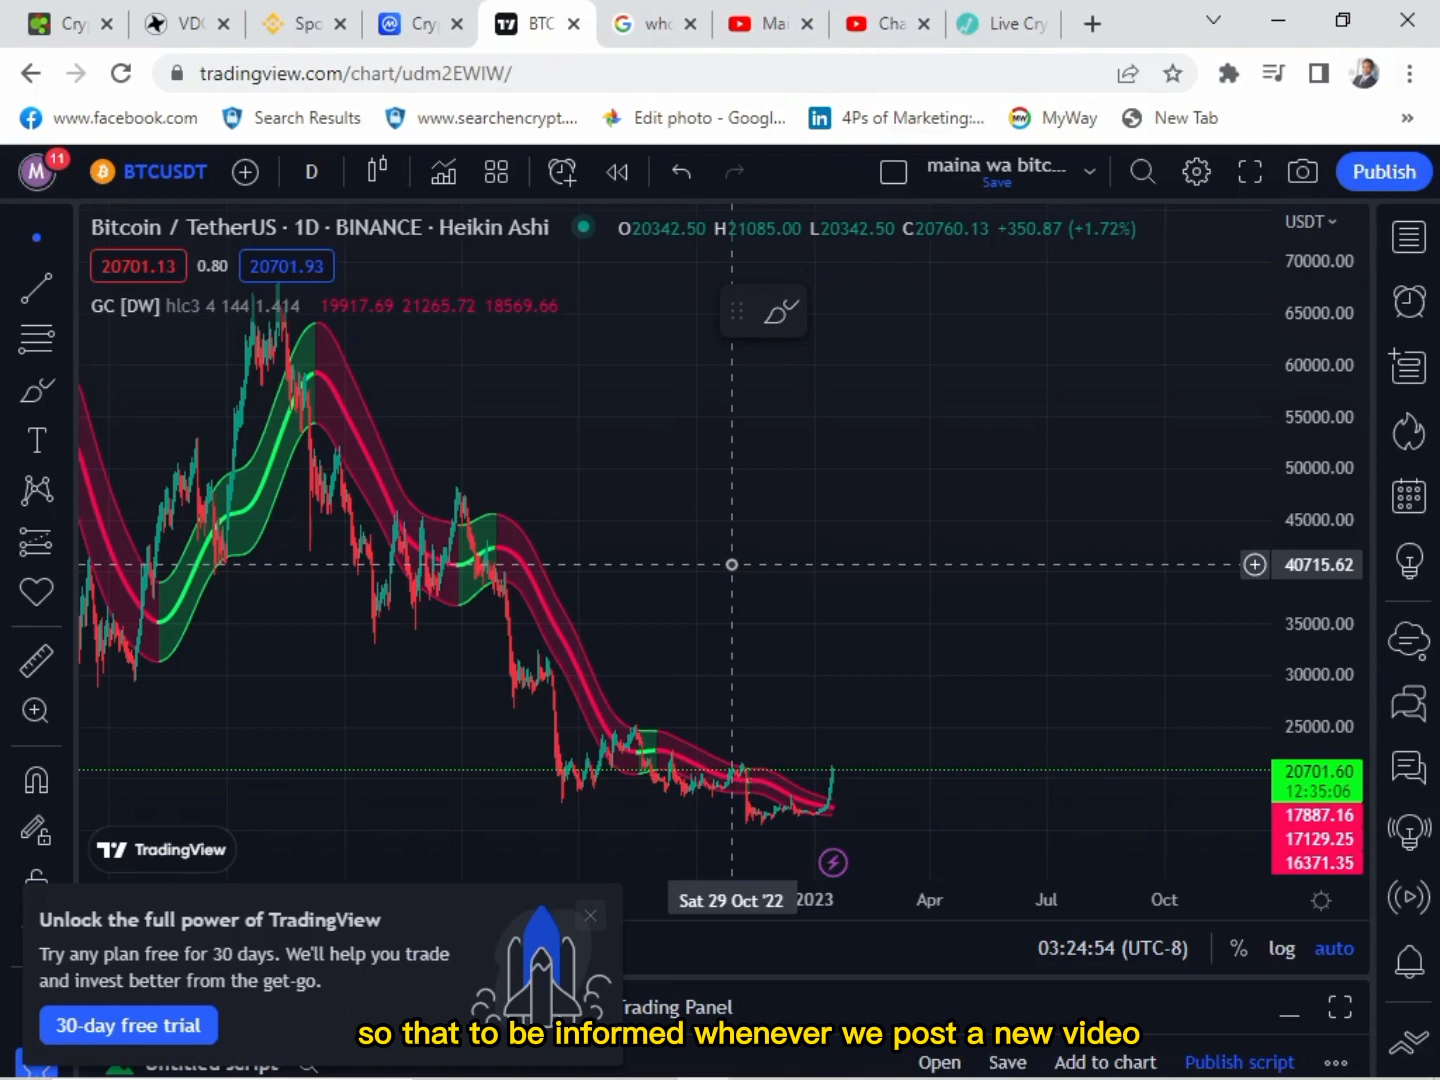 Cry
VD
Spo
Cry
BTC
who
Mai
Cha
Live Cry
tradingview.com/chart/udm2EWIW/
www.facebook.com
Search Results
www.searchencrypt....
Edit photo - Googl...
4Ps of Marketing:...
MyWay
New Tab
M 11
BTCUSDT
D
maina wa bitc...
Save
Publish
Bitcoin / TetherUS · 1D · BINANCE · Heikin Ashi
O20342.50 H21085.00 L20342.50 C20760.13 +350.87 (+1.72%)
USDT
20701.13 0.80 20701.93
GC [DW] hlc3 4 144 1.414 19917.69 21265.72 18569.66
70000.00
65000.00
60000.00
55000.00
50000.00
45000.00
40715.62
35000.00
30000.00
25000.00
20701.60
12:35:06
17887.16
17129.25
16371.35
TradingView
Sat 29 Oct '22
2023
Apr
Jul
Oct
Unlock the full power of TradingView
Try any plan free for 30 days. We'll help you trade
and invest better from the get-go.
30-day free trial
03:24:54 (UTC-8)
%
log
auto
Trading Panel
so that to be informed whenever we post a new video
Untitled script
Open
Save
Add to chart
Publish script